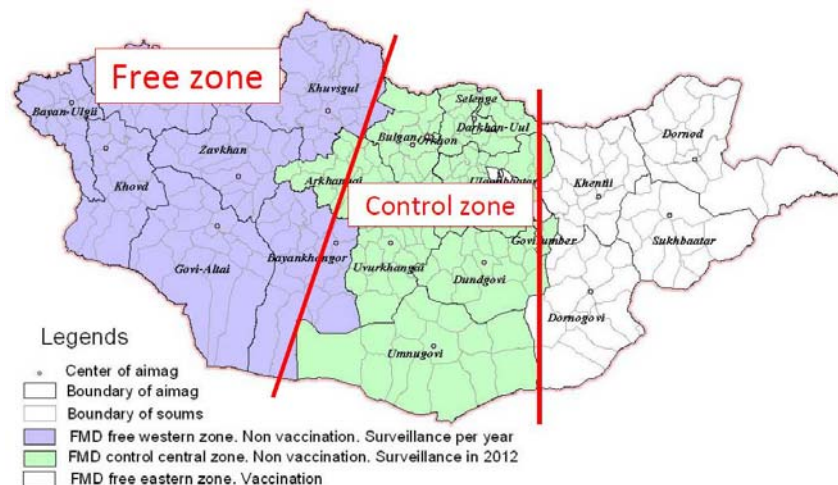 Free zone
Khuvsgul
Bayan-Ulgii
Selenge
Darkhan-Uul
Dornod
Bulgan
Orkhon
Zavkhan
Khovd
Arkhangai
Ulaanbaatar
Khentii
Control zone
Govisumber
Sukhbaatar
Govi-Altai
Bayankhongor
Uvurkhangai
Dundgovi
Dornogovi
Umnugovi
Legends
Center of aimag
Boundary of aimag
Boundary of soums
FMD free western zone. Non vaccination. Surveillance per year
FMD control central zone. Non vaccination. Surveillance in 2012
FMD free eastern zone. Vaccination